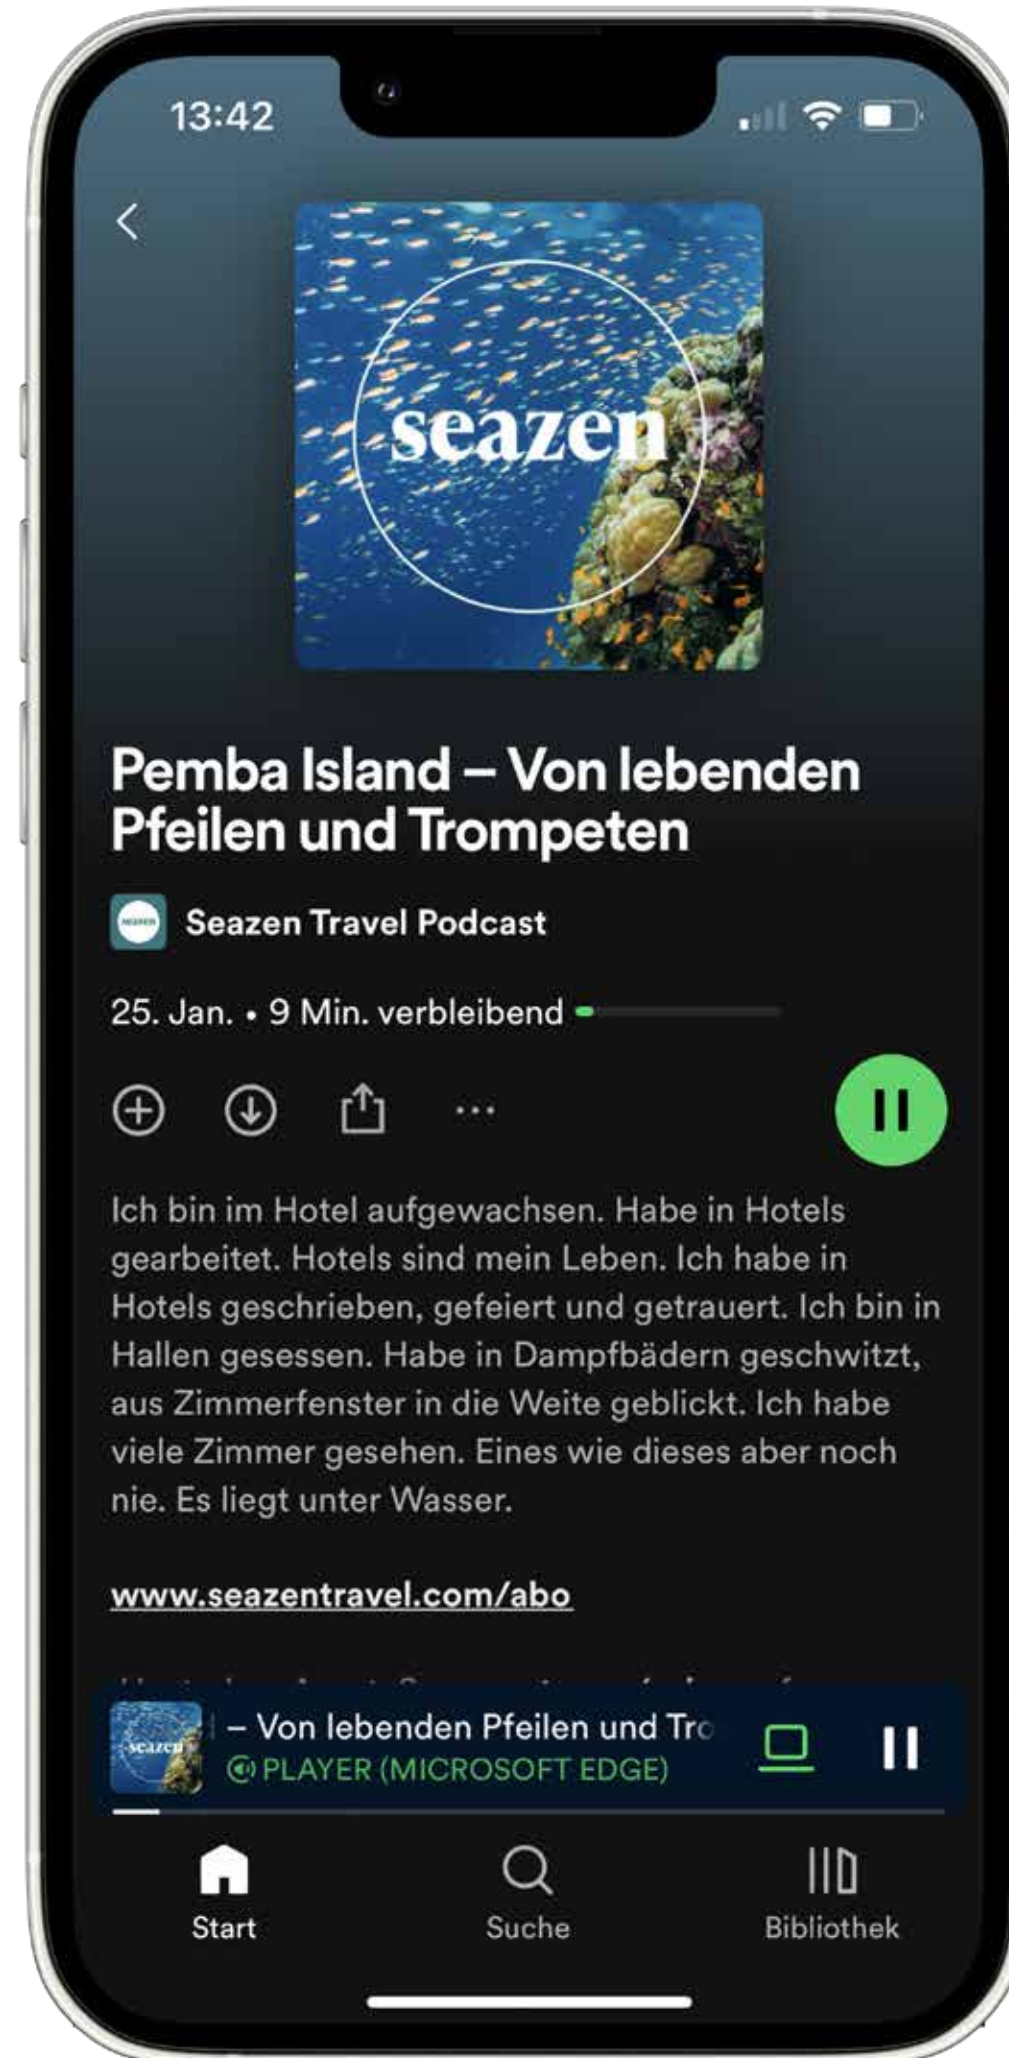 13:42
seazen
Pemba Island – Von lebenden
Pfeilen und Trompeten
Seazen Travel Podcast
25. Jan. • 9 Min. verbleibend
Ich bin im Hotel aufgewachsen. Habe in Hotels
gearbeitet. Hotels sind mein Leben. Ich habe in
Hotels geschrieben, gefeiert und getrauert. Ich bin in
Hallen gesessen. Habe in Dampfbädern geschwitzt,
aus Zimmerfenster in die Weite geblickt. Ich habe
viele Zimmer gesehen. Eines wie dieses aber noch
nie. Es liegt unter Wasser.
www.seazentravel.com/abo
seazen
– Von lebenden Pfeilen und Tro
PLAYER (MICROSOFT EDGE)
Start
Suche
Bibliothek